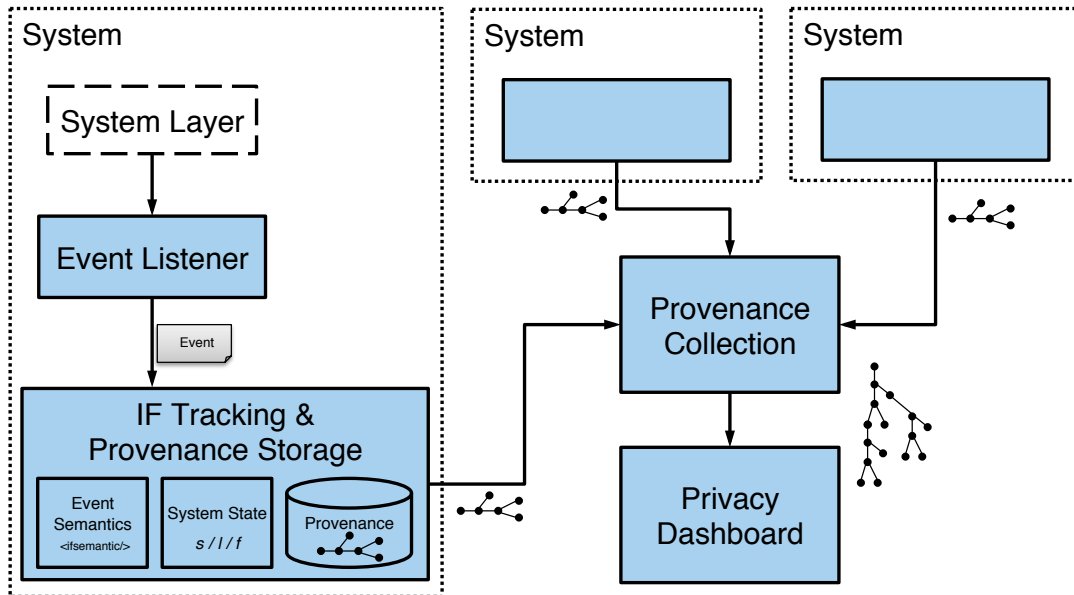 System
System Layer
Event Listener
Event
IF Tracking &
Provenance Storage
Event
Semantics
<ifsemantic/>
System State
s / l / f
Provenance
System
System
Provenance
Collection
Privacy
Dashboard